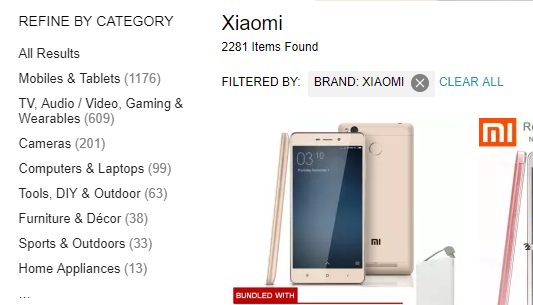 REFINE BY CATEGORY
All Results
Mobiles & Tablets (1176)
TV, Audio / Video, Gaming &
Wearables (609)
Cameras (201)
Computers & Laptops (99)
Tools, DIY & Outdoor (63)
Furniture & Décor (38)
Sports & Outdoors (33)
Home Appliances (13)
...
Xiaomi
2281 Items Found
FILTERED BY: BRAND: XIAOMI CLEAR ALL
03:10
mi
BUNDLED WITH
mi
R
N